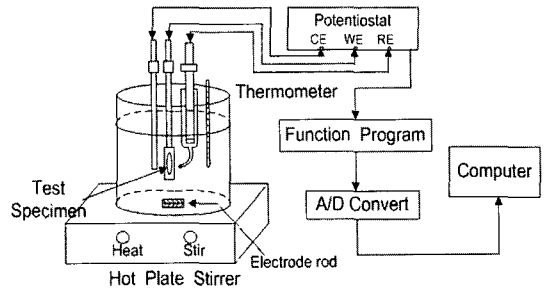 Potentiostat
CE WE RE
Thermometer
Function Program
Computer
Test
Specimen
A/D Convert
Heat Stir
Electrode rod
Hot Plate Stirrer